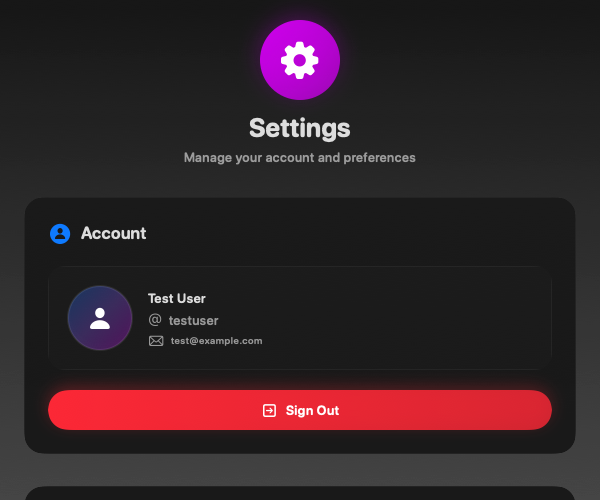 Settings
Manage your account and preferences
Account
Test User
@ testuser
test@example.com
Sign Out